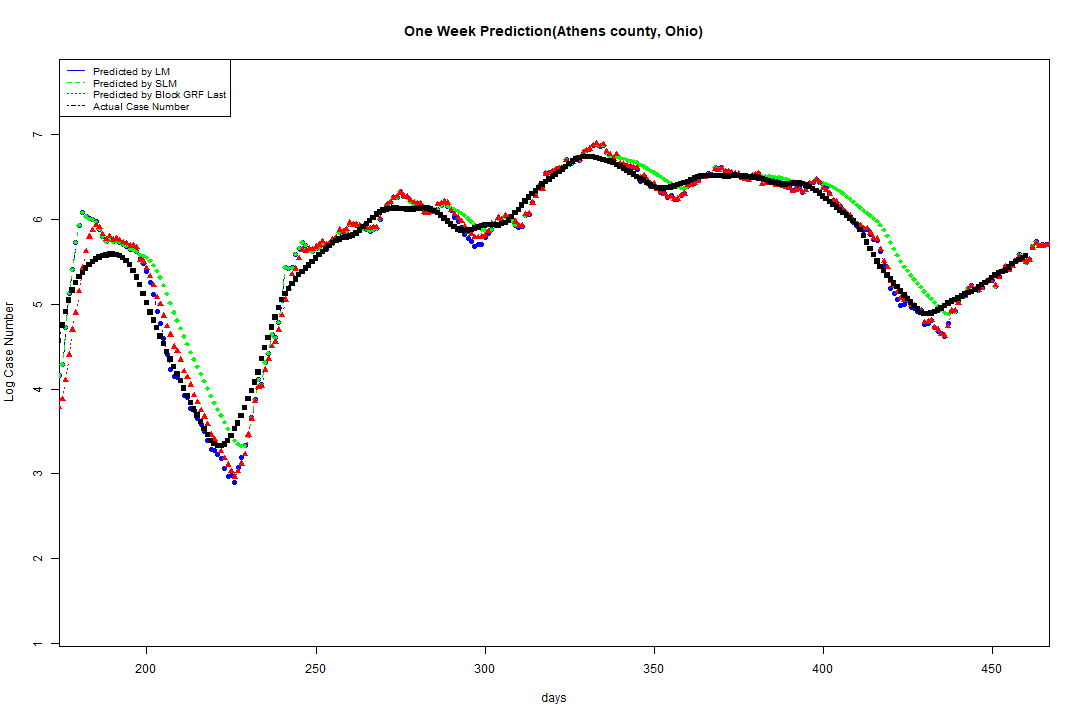 One Week Prediction(Athens county, Ohio)
Predicted by LM
Predicted by SLM
Predicted by Block GRF Last
Actual Case Number
7
6
5
4
3
2
1
Log Case Number
200 250 300 350 400 450
days